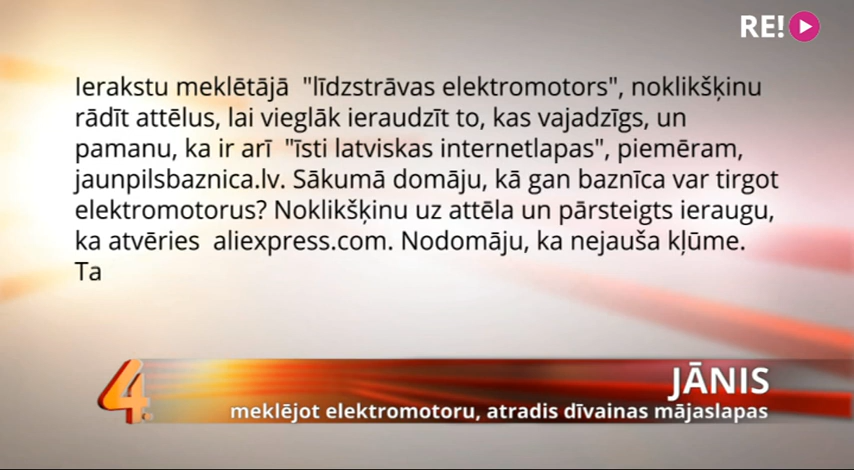 RE!
Ierakstu meklētājā "līdzstrāvas elektromotors", noklikšķinu
rādīt attēlus, lai vieglāk ieraudzīt to, kas vajadzīgs, un
pamanu, ka ir arī "īsti latviskas internetlapas", piemēram,
jaunpilsbaznica.lv. Sākumā domāju, kā gan baznīca var tirgot
elektromotorus? Noklikšķinu uz attēla un pārsteigts ieraugu,
ka atvēries aliexpress.com. Nodomāju, ka nejauša kļūme.
Ta
4.
JĀNIS
meklējot elektromotoru, atradis dīvainas mājaslapas